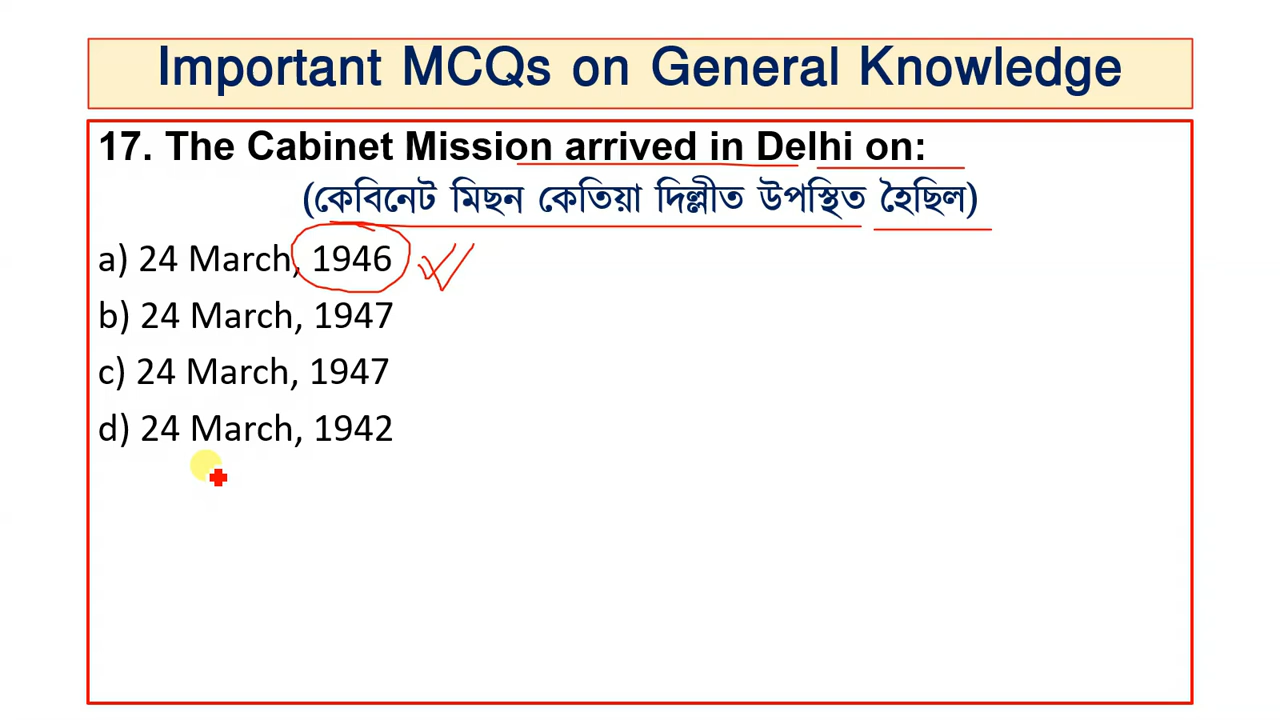 Important MCQs on General Knowledge
17. The Cabinet Mission arrived in Delhi on:
(কেবিনেট মিছন কেতিয়া দিল্লীত উপস্থিত হৈছিল)
a) 24 March, 1946
b) 24 March, 1947
c) 24 March, 1947
d) 24 March, 1942